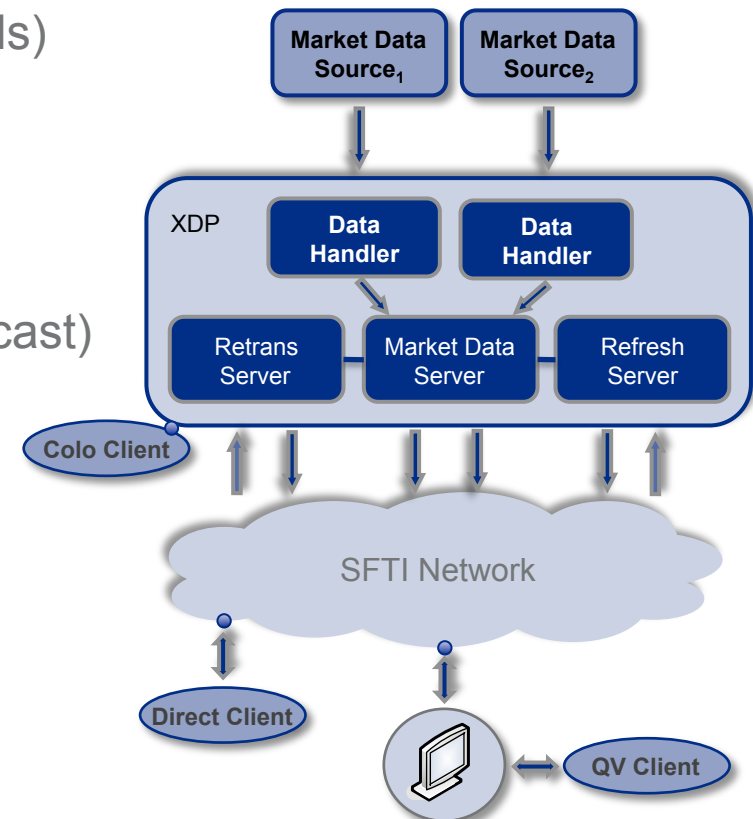 ls)
Market Data
Source₁
Market Data
Source₂
XDP
Data
Handler
Data
Handler
cast)
Retrans
Server
Market Data
Server
Refresh
Server
Colo Client
SFTI Network
Direct Client
QV Client